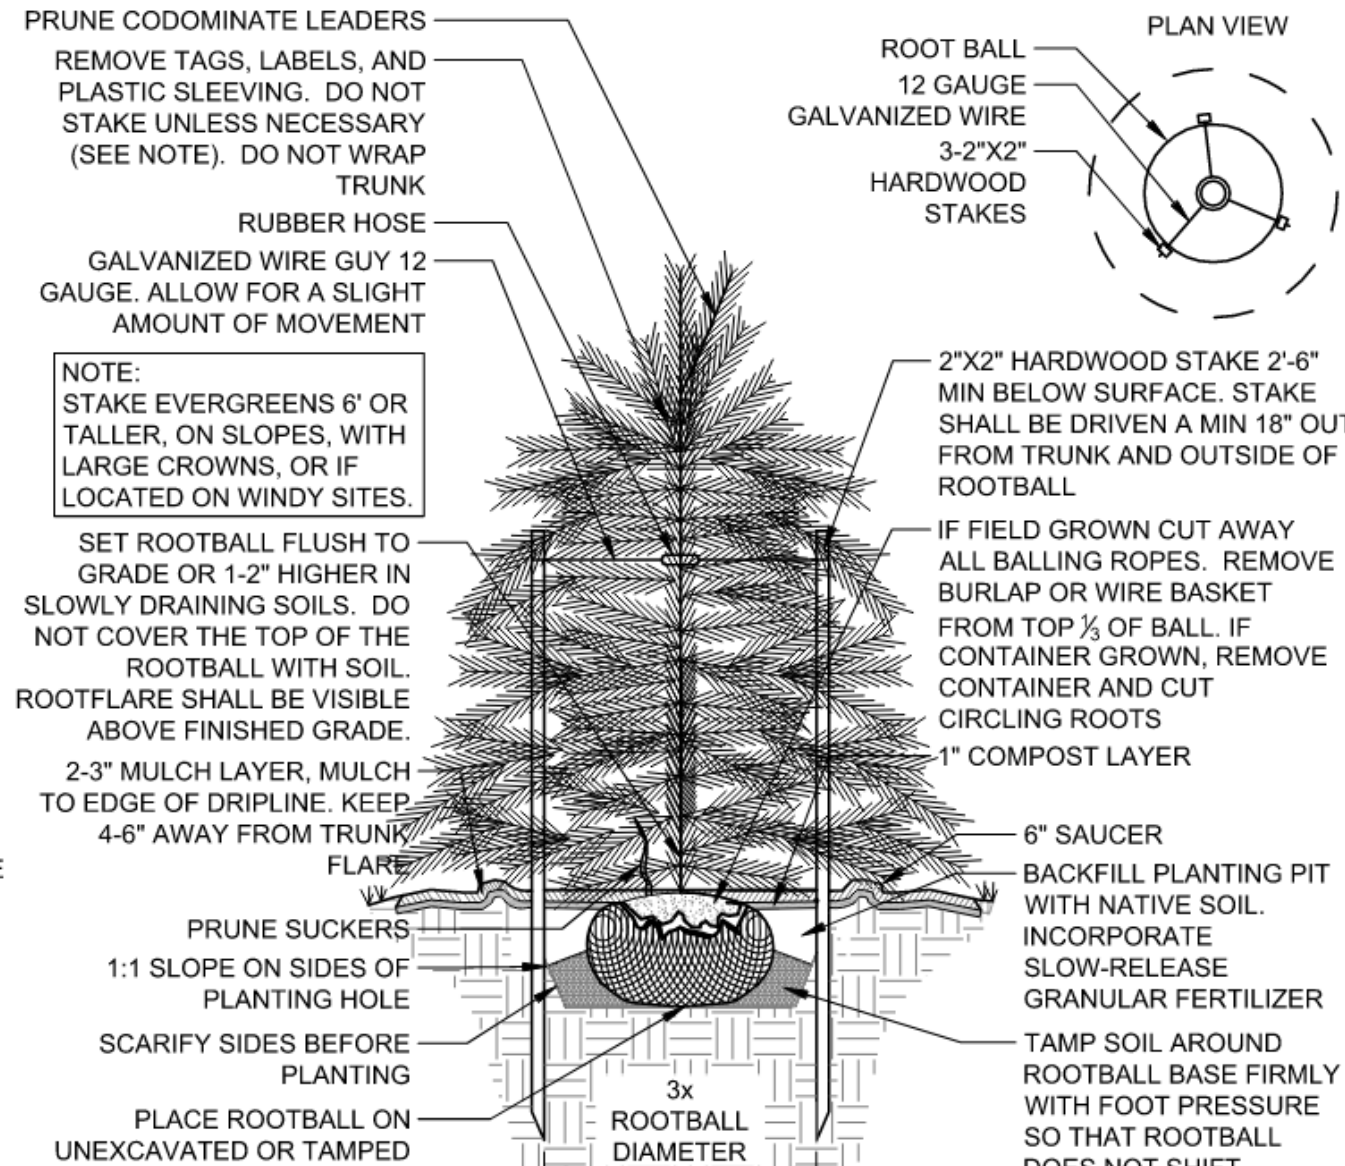 PRUNE CODOMINATE LEADERS
REMOVE TAGS, LABELS, AND
PLASTIC SLEEVING. DO NOT
STAKE UNLESS NECESSARY
(SEE NOTE). DO NOT WRAP
TRUNK
RUBBER HOSE
GALVANIZED WIRE GUY 12
GAUGE. ALLOW FOR A SLIGHT
AMOUNT OF MOVEMENT
NOTE:
STAKE EVERGREENS 6' OR
TALLER, ON SLOPES, WITH
LARGE CROWNS, OR IF
LOCATED ON WINDY SITES.
SET ROOTBALL FLUSH TO
GRADE OR 1-2" HIGHER IN
SLOWLY DRAINING SOILS. DO
NOT COVER THE TOP OF THE
ROOTBALL WITH SOIL.
ROOTFLARE SHALL BE VISIBLE
ABOVE FINISHED GRADE.
2-3" MULCH LAYER, MULCH
TO EDGE OF DRIPLINE. KEEP
4-6" AWAY FROM TRUNK
FLARE
E
PRUNE SUCKERS
1:1 SLOPE ON SIDES OF
PLANTING HOLE
SCARIFY SIDES BEFORE
PLANTING
PLACE ROOTBALL ON
UNEXCAVATED OR TAMPED
3x
ROOTBALL
DIAMETER
PLAN VIEW
ROOT BALL
12 GAUGE
GALVANIZED WIRE
3-2"X2"
HARDWOOD
STAKES
2"X2" HARDWOOD STAKE 2'-6"
MIN BELOW SURFACE. STAKE
SHALL BE DRIVEN A MIN 18" OUT
FROM TRUNK AND OUTSIDE OF
ROOTBALL
IF FIELD GROWN CUT AWAY
ALL BALLING ROPES. REMOVE
BURLAP OR WIRE BASKET
FROM TOP ⅓ OF BALL. IF
CONTAINER GROWN, REMOVE
CONTAINER AND CUT
CIRCLING ROOTS
1" COMPOST LAYER
6" SAUCER
BACKFILL PLANTING PIT
WITH NATIVE SOIL.
INCORPORATE
SLOW-RELEASE
GRANULAR FERTILIZER
TAMP SOIL AROUND
ROOTBALL BASE FIRMLY
WITH FOOT PRESSURE
SO THAT ROOTBALL
DOES NOT SHIFT